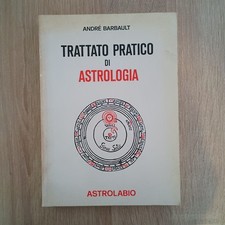 ANDRÉ BARBAULT
TRATTATO PRATICO
DI
ASTROLOGIA
ASTROLABIO